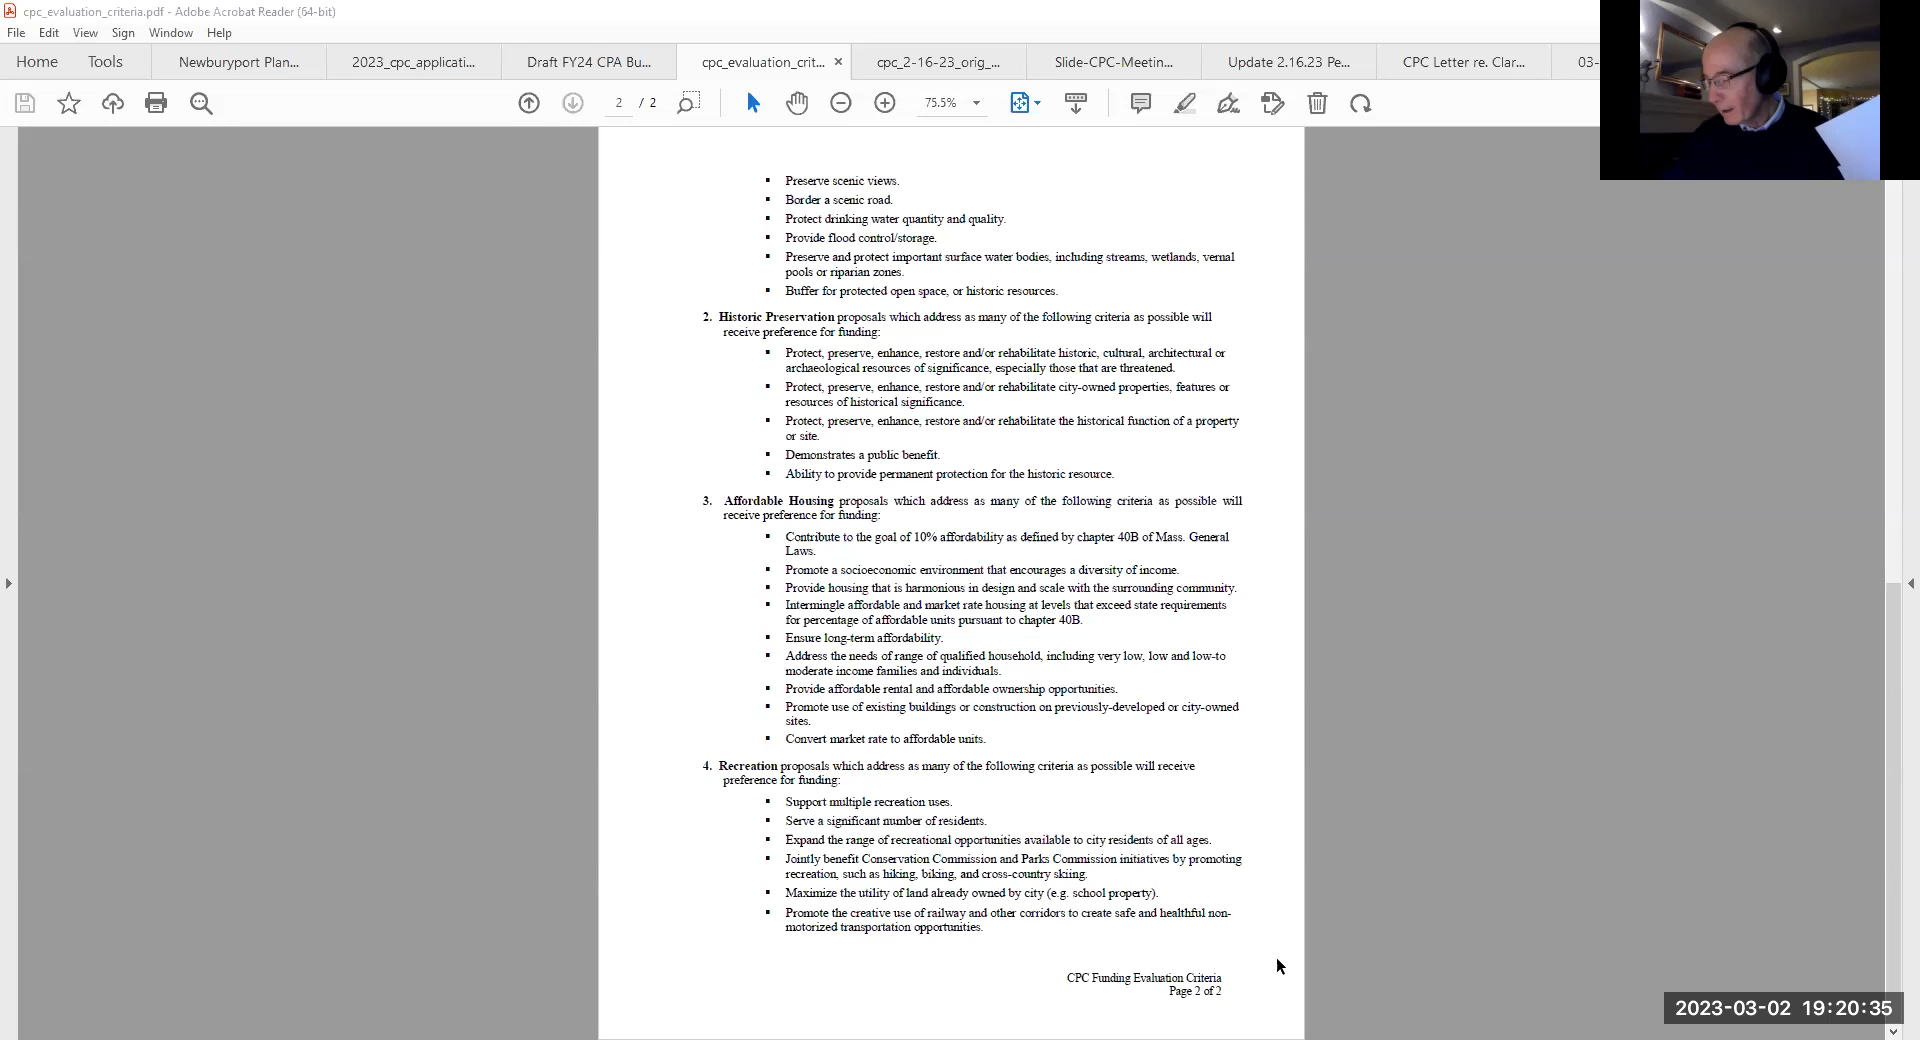 cpc_evaluation_criteria.pdf - Adobe Acrobat Reader (64-bit)
File Edit View Sign Window Help
Home Tools Newburyport Plan... 2023_cpc_applicati... Draft FY24 CPA Bu... cpc_evaluation_crit... × cpc_2-16-23_orig_... Slide-CPC-Meetin... Update 2.16.23 Pe... CPC Letter re. Clar... 03-
2 / 2 75.5%
▪ Preserve scenic views.
▪ Border a scenic road.
▪ Protect drinking water quantity and quality.
▪ Provide flood control/storage.
▪ Preserve and protect important surface water bodies, including streams, wetlands, vernal
pools or riparian zones.
▪ Buffer for protected open space, or historic resources.
2. Historic Preservation proposals which address as many of the following criteria as possible will
receive preference for funding:
▪ Protect, preserve, enhance, restore and/or rehabilitate historic, cultural, architectural or
archaeological resources of significance, especially those that are threatened.
▪ Protect, preserve, enhance, restore and/or rehabilitate city-owned properties, features or
resources of historical significance.
▪ Protect, preserve, enhance, restore and/or rehabilitate the historical function of a property
or site.
▪ Demonstrates a public benefit.
▪ Ability to provide permanent protection for the historic resource.
3. Affordable Housing proposals which address as many of the following criteria as possible will
receive preference for funding:
▪ Contribute to the goal of 10% affordability as defined by chapter 40B of Mass. General
Laws.
▪ Promote a socioeconomic environment that encourages a diversity of income.
▪ Provide housing that is harmonious in design and scale with the surrounding community.
▪ Intermingle affordable and market rate housing at levels that exceed state requirements
for percentage of affordable units pursuant to chapter 40B.
▪ Ensure long-term affordability.
▪ Address the needs of range of qualified household, including very low, low and low-to
moderate income families and individuals.
▪ Provide affordable rental and affordable ownership opportunities.
▪ Promote use of existing buildings or construction on previously-developed or city-owned
sites.
▪ Convert market rate to affordable units.
4. Recreation proposals which address as many of the following criteria as possible will receive
preference for funding:
▪ Support multiple recreation uses.
▪ Serve a significant number of residents.
▪ Expand the range of recreational opportunities available to city residents of all ages.
▪ Jointly benefit Conservation Commission and Parks Commission initiatives by promoting
recreation, such as hiking, biking, and cross-country skiing.
▪ Maximize the utility of land already owned by city (e.g. school property).
▪ Promote the creative use of railway and other corridors to create safe and healthful non-
motorized transportation opportunities.
CPC Funding Evaluation Criteria
Page 2 of 2
2023-03-02 19:20:35